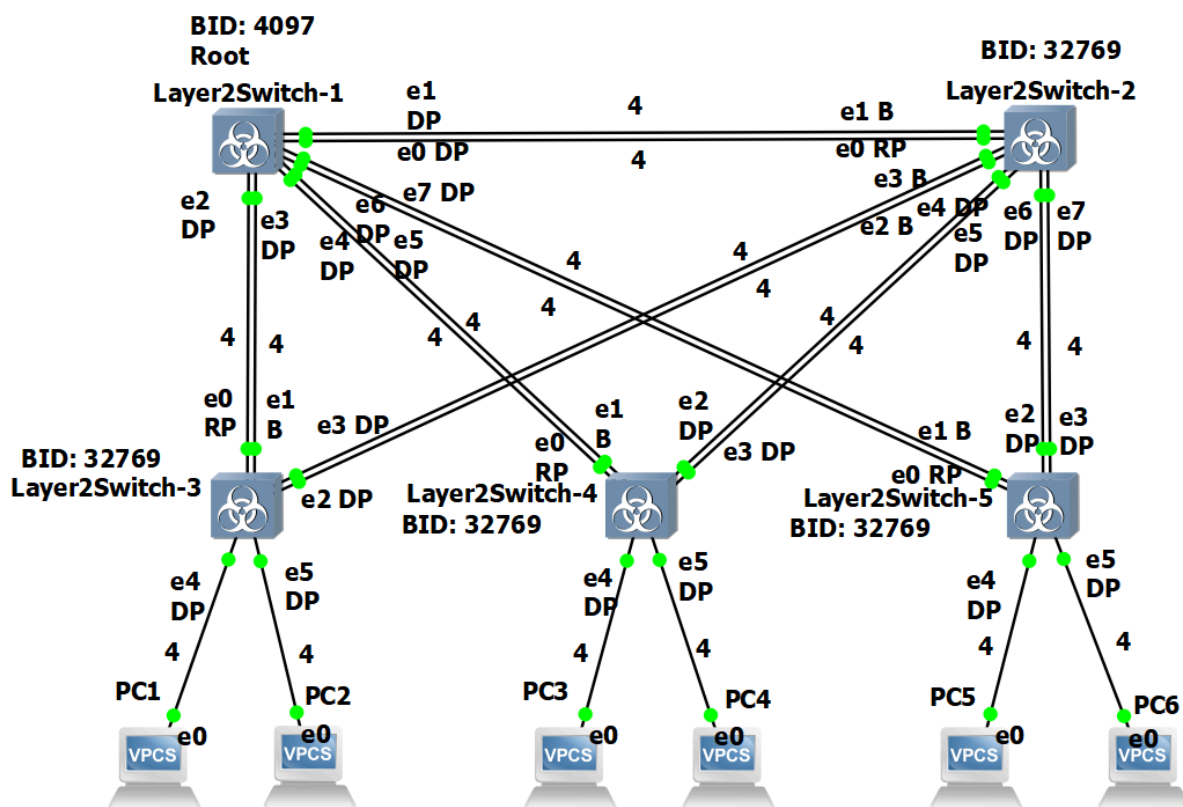 BID: 4097
Root
Layer2Switch-1
BID: 32769
Layer2Switch-2
e1
DP
4
e1 B
e0 DP
4
e0 RP
e7 DP
e3 B
e2
DP
e3
DP
e6
DP
e4
DP
e5
DP
e4 DP
e2 B
e5
DP
e6
DP
e7
DP
4
4
4
4
4
4
4
4
4
4
4
4
4
4
e0
RP
e1
B
e3 DP
e2 DP
e0
RP
e1
B
e2
DP
e3 DP
e1 B
e0 RP
e2
DP
e3
DP
BID: 32769
Layer2Switch-3
Layer2Switch-4
BID: 32769
Layer2Switch-5
BID: 32769
e4
DP
e5
DP
e4
DP
e5
DP
e4
DP
e5
DP
4
4
4
4
4
4
PC1
PC2
PC3
PC4
PC5
PC6
e0
e0
e0
e0
e0
e0
VPCS
VPCS
VPCS
VPCS
VPCS
VPCS